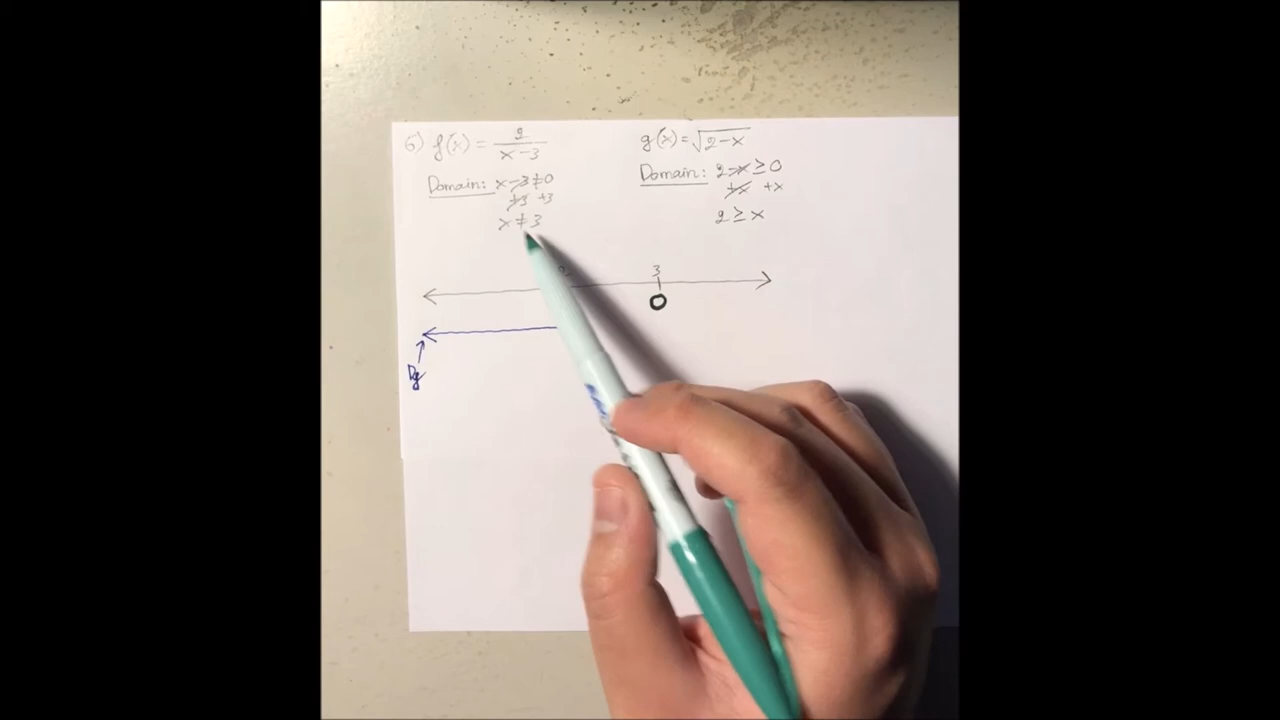 6) f(x) = 2/(x-3)
Domain: x-3≠0
+3 +3
x≠3
g(x) = √(2-x)
Domain: 2-x ≥ 0
+x +x
2 ≥ x
3
Dg